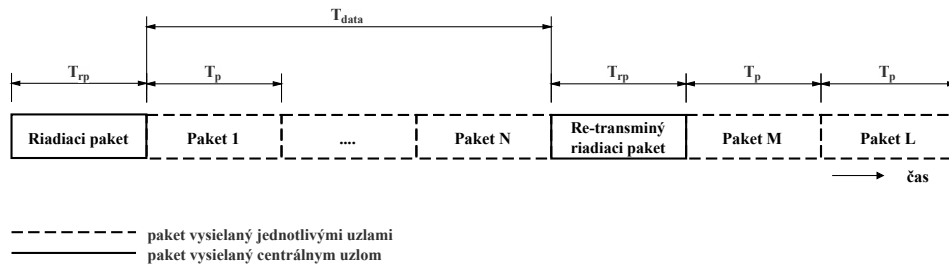 T_data
T_rp T_p T_rp T_p T_p
Riadiaci paket Paket 1 .... Paket N Re-transminý riadiaci paket Paket M Paket L
čas
paket vysielaný jednotlivými uzlami
paket vysielaný centrálnym uzlom